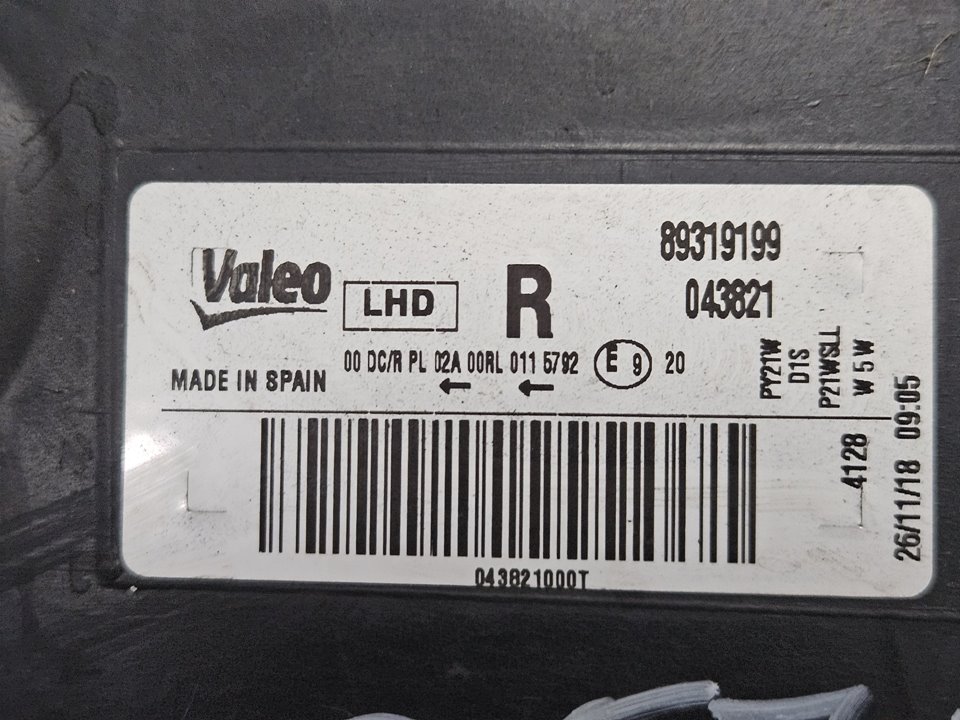 Valeo
LHD
R
89319199
043821
00 DC/R PL 02A 00RL 011 5792
E 9
20
MADE IN SPAIN
PY21W
D1S
P21WSLL
W 5 W
4128
26/11/18 09:05
043821000T